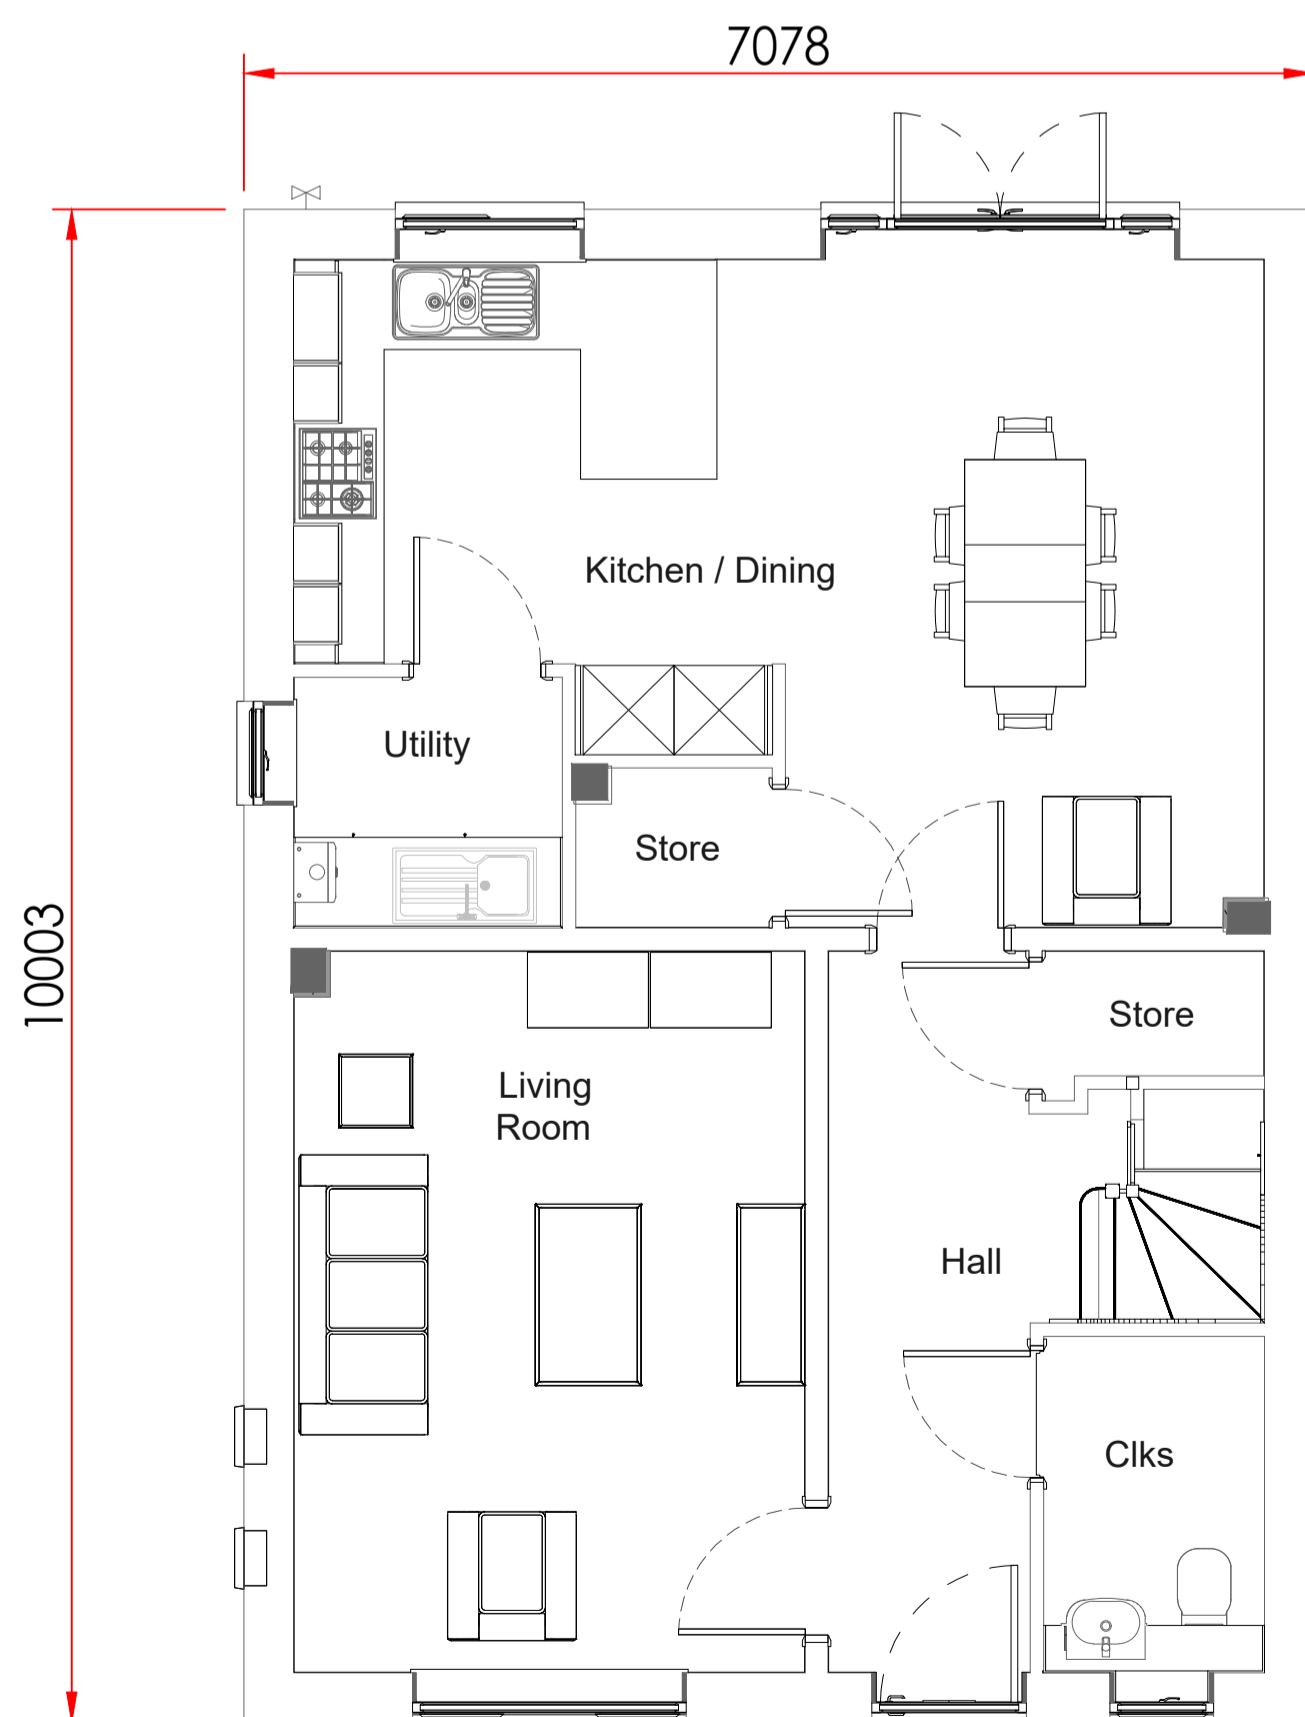 7078
Kitchen / Dining
Utility
Store
10003
Store
Living
Room
Hall
Clks